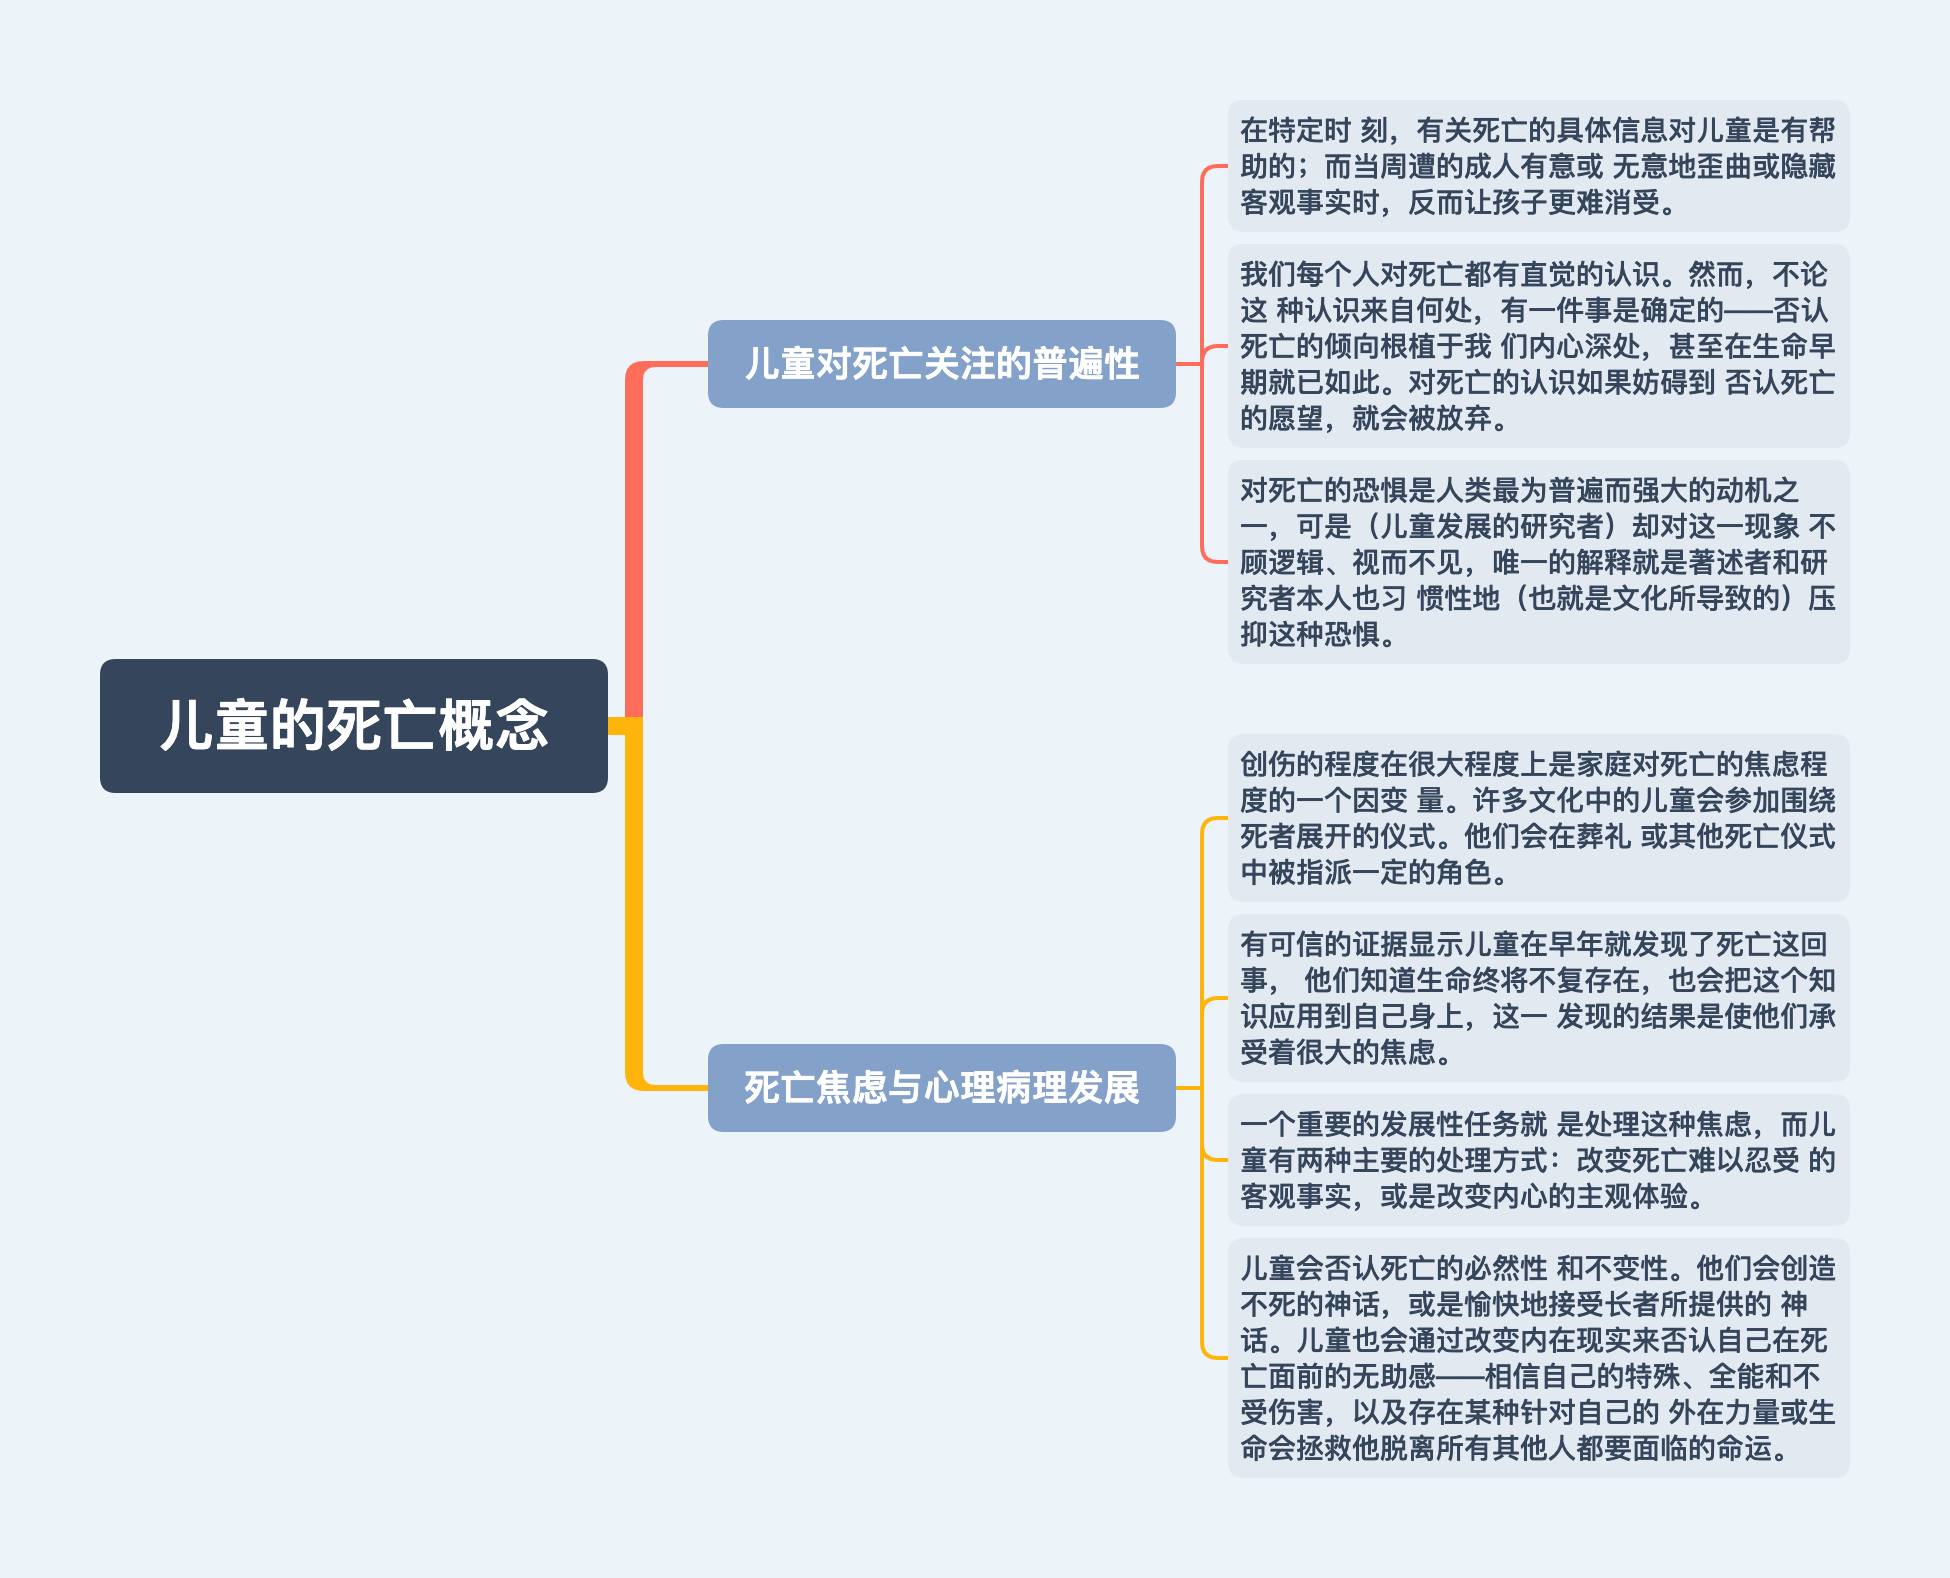 儿童的死亡概念
儿童对死亡关注的普遍性
在特定时 刻，有关死亡的具体信息对儿童是有帮
助的；而当周遭的成人有意或 无意地歪曲或隐藏
客观事实时，反而让孩子更难消受。
我们每个人对死亡都有直觉的认识。然而，不论
这 种认识来自何处，有一件事是确定的——否认
死亡的倾向根植于我 们内心深处，甚至在生命早
期就已如此。对死亡的认识如果妨碍到 否认死亡
的愿望，就会被放弃。
对死亡的恐惧是人类最为普遍而强大的动机之
一，可是（儿童发展的研究者）却对这一现象 不
顾逻辑、视而不见，唯一的解释就是著述者和研
究者本人也习 惯性地（也就是文化所导致的）压
抑这种恐惧。
死亡焦虑与心理病理发展
创伤的程度在很大程度上是家庭对死亡的焦虑程
度的一个因变 量。许多文化中的儿童会参加围绕
死者展开的仪式。他们会在葬礼 或其他死亡仪式
中被指派一定的角色。
有可信的证据显示儿童在早年就发现了死亡这回
事， 他们知道生命终将不复存在，也会把这个知
识应用到自己身上，这一 发现的结果是使他们承
受着很大的焦虑。
一个重要的发展性任务就 是处理这种焦虑，而儿
童有两种主要的处理方式：改变死亡难以忍受 的
客观事实，或是改变内心的主观体验。
儿童会否认死亡的必然性 和不变性。他们会创造
不死的神话，或是愉快地接受长者所提供的 神
话。儿童也会通过改变内在现实来否认自己在死
亡面前的无助感——相信自己的特殊、全能和不
受伤害，以及存在某种针对自己的 外在力量或生
命会拯救他脱离所有其他人都要面临的命运。